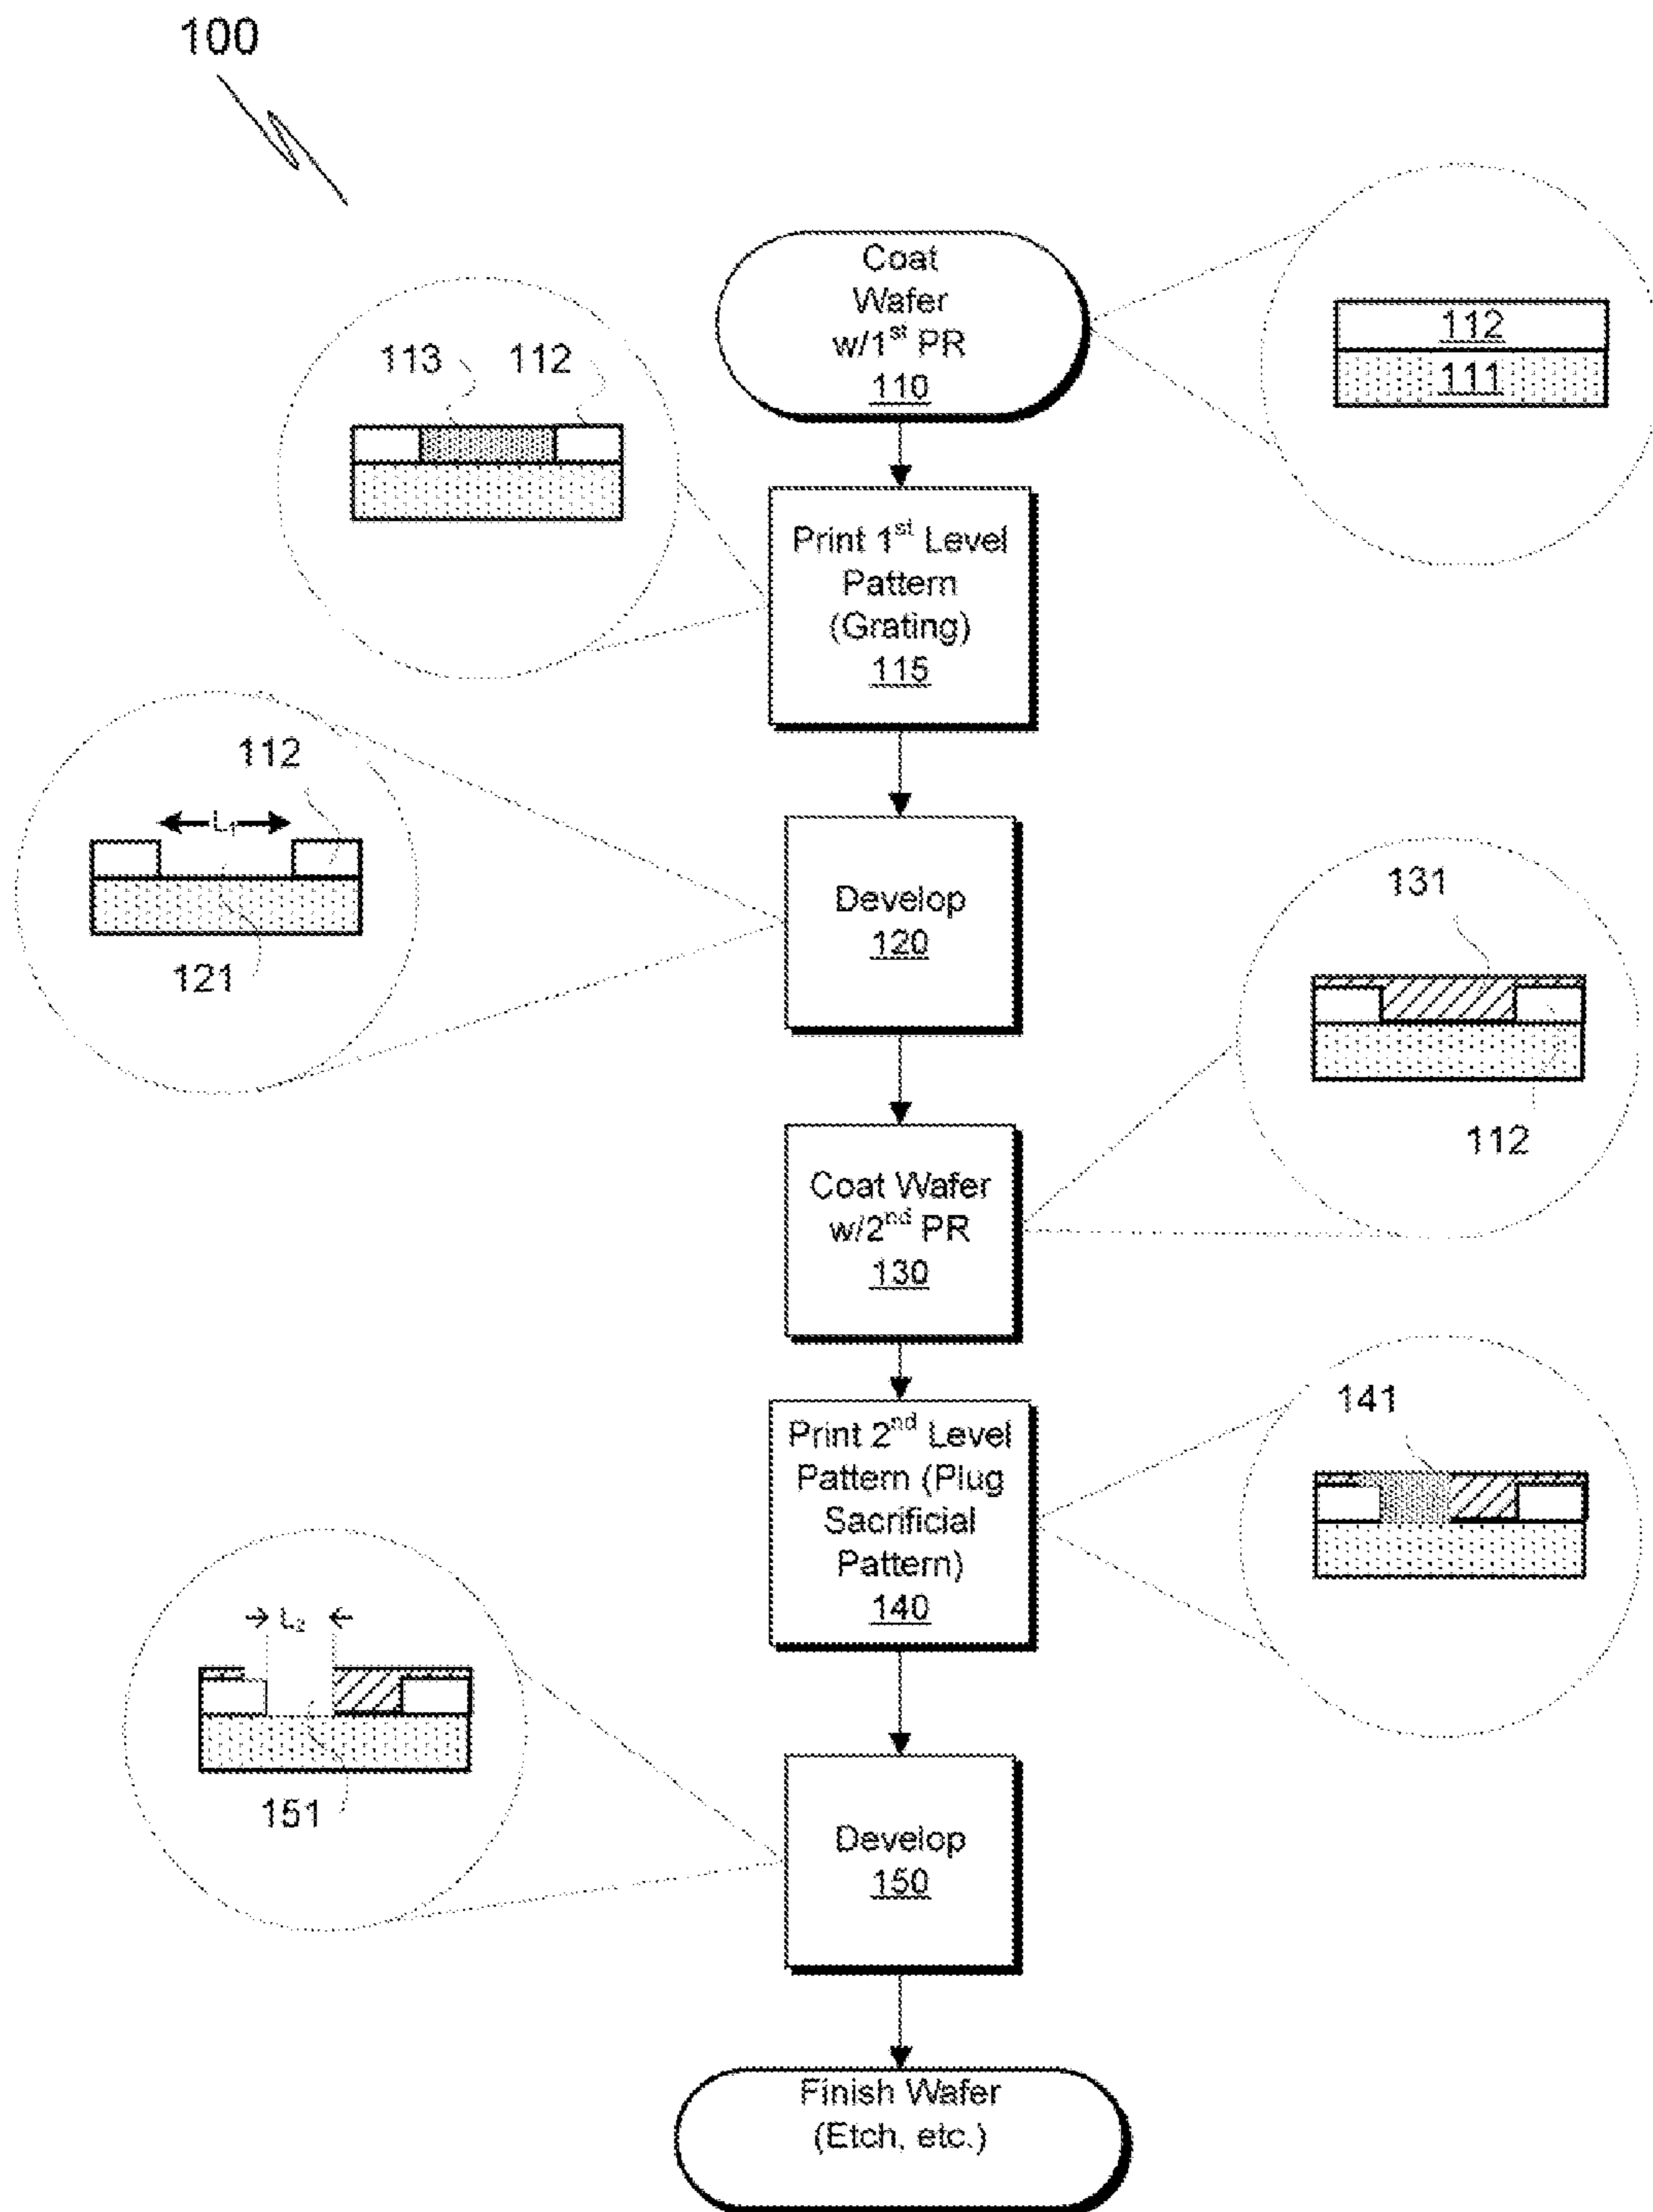 100
Coat
Wafer
w/1st PR
110
112
111
113
112
Print 1st Level
Pattern
(Grating)
115
112
L1
121
Develop
120
131
112
Coat Wafer
w/2nd PR
130
141
Print 2nd Level
Pattern (Plug
Sacrificial
Pattern)
140
L2
151
Develop
150
Finish Wafer
(Etch, etc.)